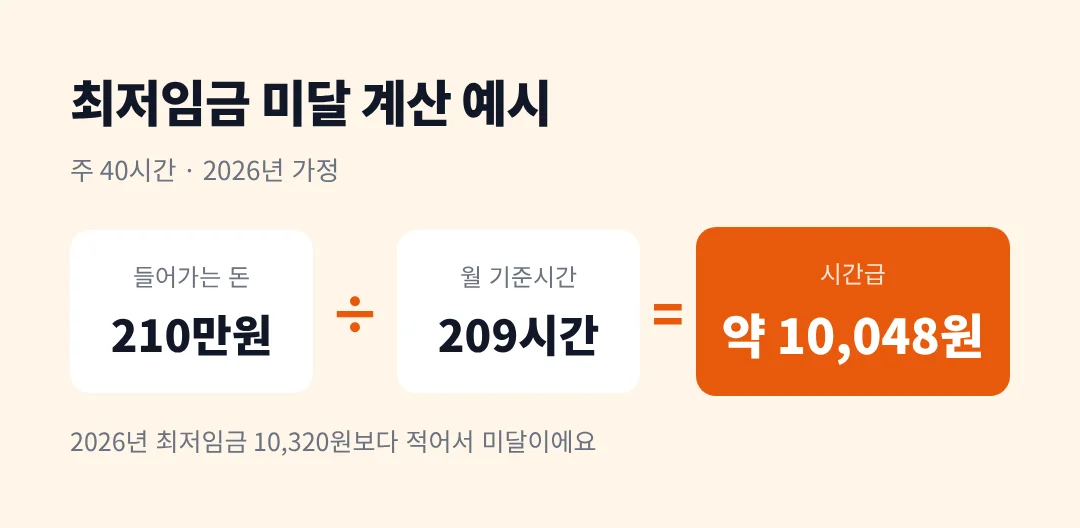 최저임금 미달 계산 예시
주 40시간 · 2026년 가정
들어가는 돈
210만원
÷
월 기준시간
209시간
=
시간급
약 10,048원
2026년 최저임금 10,320원보다 적어서 미달이에요